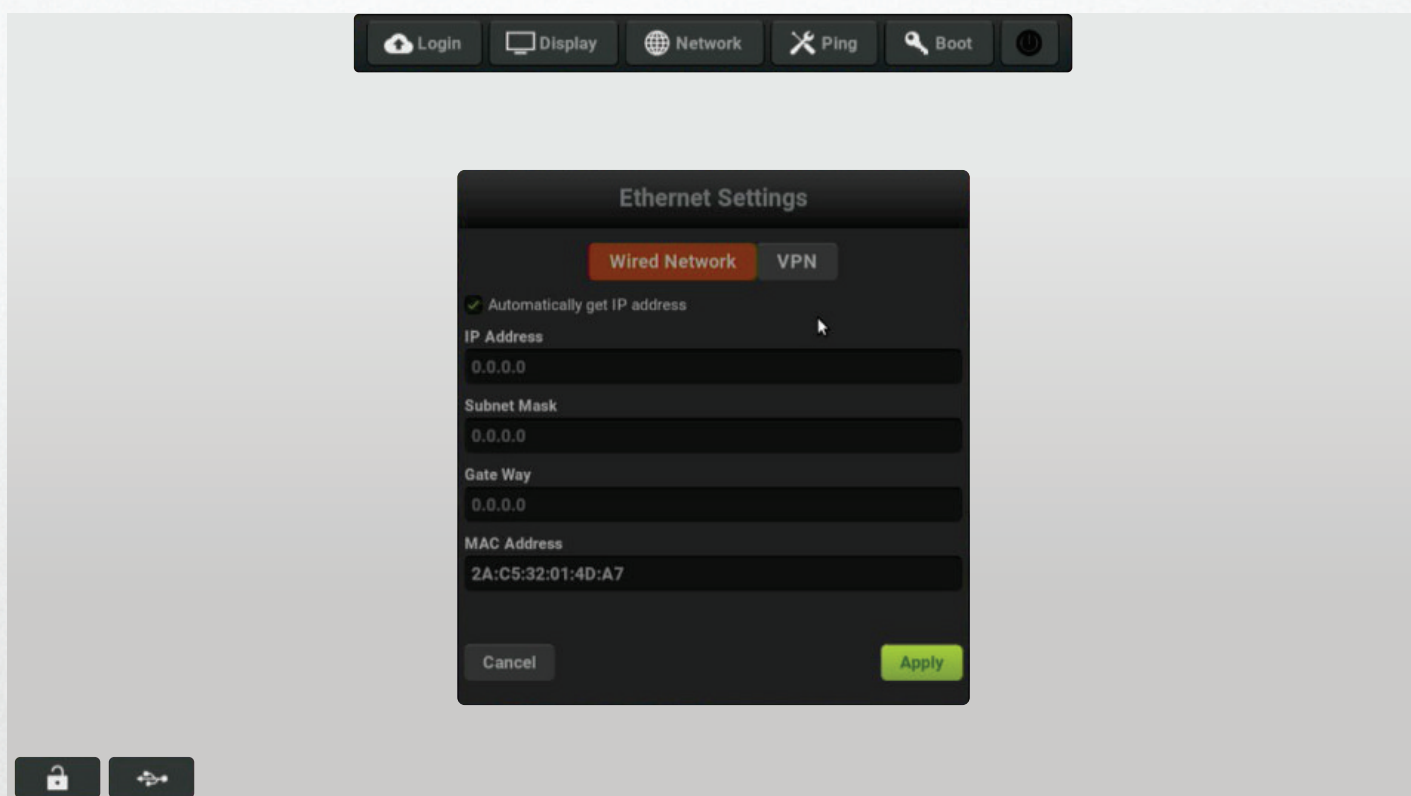 Login Display Network Ping Boot
Ethernet Settings
Wired Network VPN
Automatically get IP address
IP Address
0.0.0.0
Subnet Mask
0.0.0.0
Gate Way
0.0.0.0
MAC Address
2A:C5:32:01:4D:A7
Cancel Apply